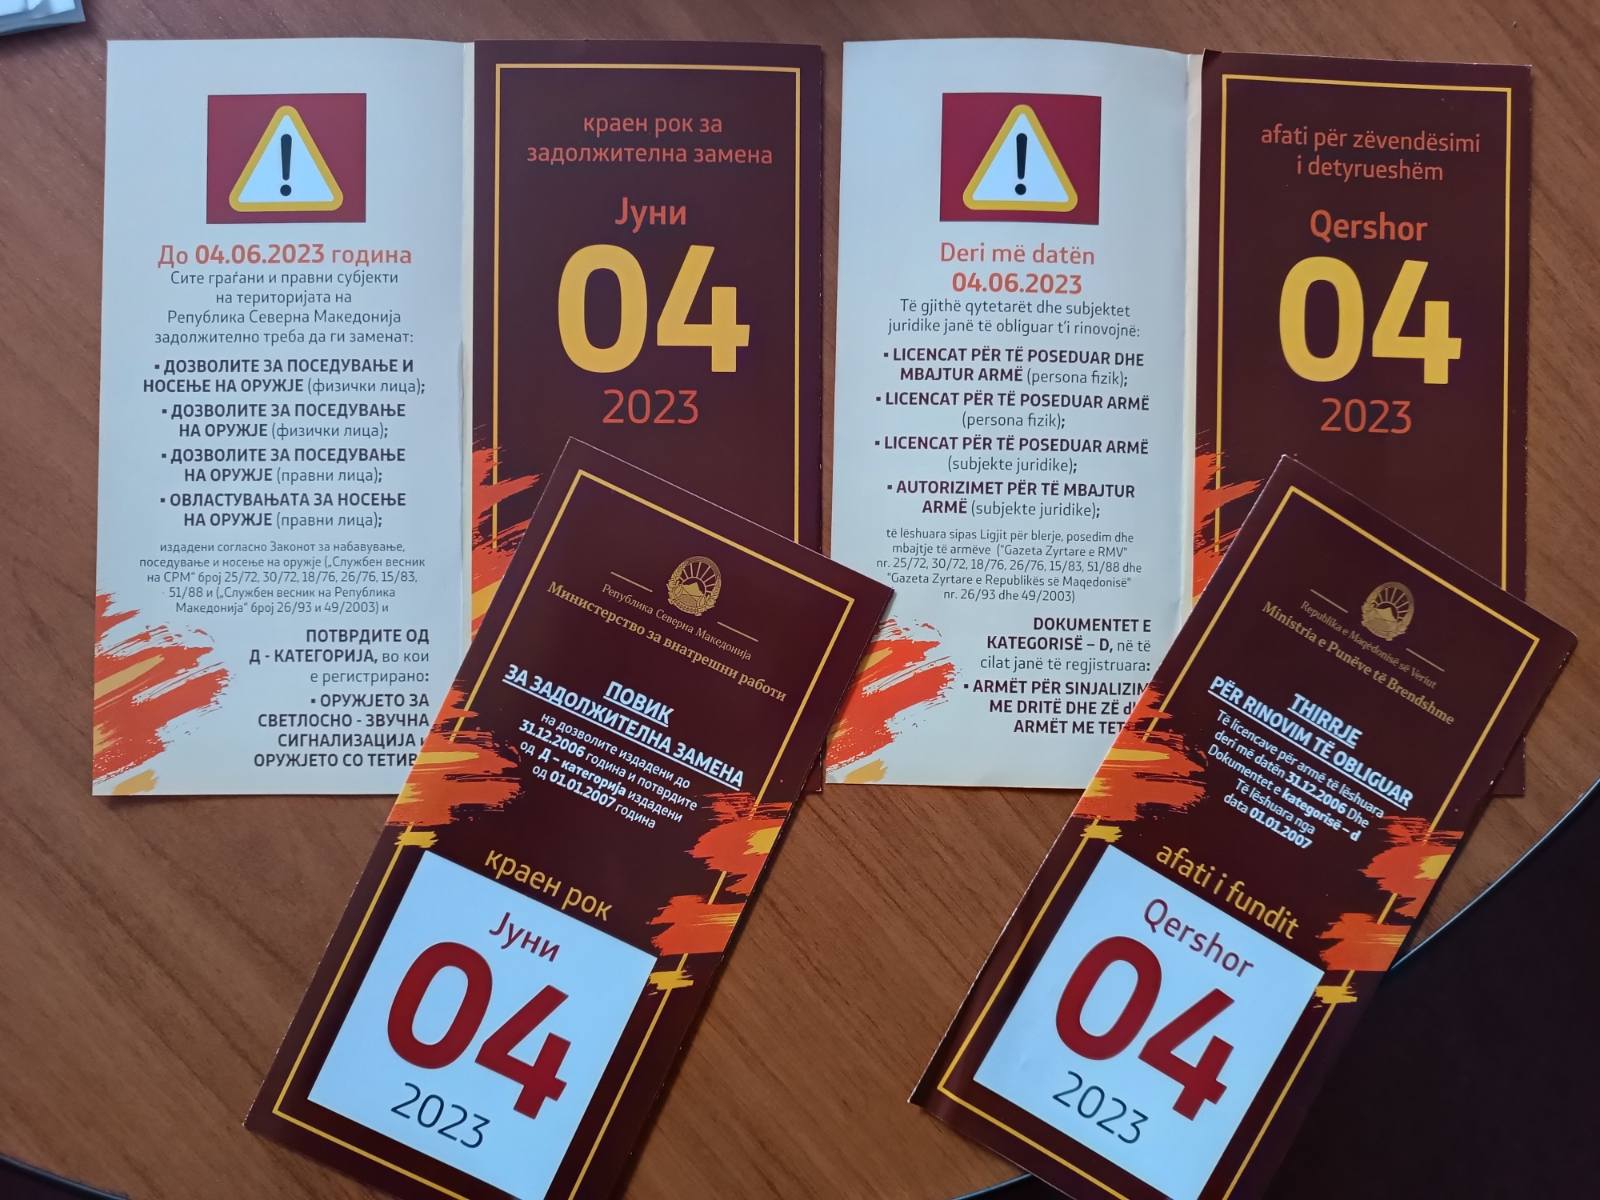 До 04.06.2023 година
Сите граѓани и правни субјекти
на територијата на
Република Северна Македонија
задолжително треба да ги заменат:
▪ ДОЗВОЛИТЕ ЗА ПОСЕДУВАЊЕ И
НОСЕЊЕ НА ОРУЖЈЕ (физички лица);
▪ ДОЗВОЛИТЕ ЗА ПОСЕДУВАЊЕ
НА ОРУЖЈЕ (физички лица);
▪ ДОЗВОЛИТЕ ЗА ПОСЕДУВАЊЕ
НА ОРУЖЈЕ (правни лица);
▪ ОВЛАСТУВАЊАТА ЗА НОСЕЊЕ
НА ОРУЖЈЕ (правни лица);
издадени согласно Законот за набавување,
поседување и носење на оружје („Службен весник
на СРМ" број 25/72, 30/72, 18/76, 26/76, 15/83,
51/88 и („Службен весник на Република
Македонија" број 26/93 и 49/2003) и
ПОТВРДИТЕ ОД
Д - КАТЕГОРИЈА, во кои
е регистрирано:
▪ ОРУЖЈЕТО ЗА
СВЕТЛОСНО - ЗВУЧНА
СИГНАЛИЗАЦИЈА
ОРУЖЈЕТО СО
краен рок за
задолжителна замена
Јуни
04
2023
Deri më datën
04.06.2023
Të gjithë qytetarët dhe subjektet
juridike janë të obliguar t'i rinovojnë:
▪ LICENCAT PËR TË POSEDUAR DHE
MBAJTUR ARMË (persona fizik);
▪ LICENCAT PËR TË POSEDUAR ARMË
(persona fizik);
▪ LICENCAT PËR TË POSEDUAR ARMË
(subjekte juridike);
▪ AUTORIZIMET PËR TË MBAJTUR
ARMË (subjekte juridike);
të lëshuara sipas Ligjit për blerje, posedim dhe
mbajtje të armëve ("Gazeta Zyrtare e RMV"
nr. 25/72, 30/72, 18/76, 26/76, 15/83, 51/88 dhe
"Gazeta Zyrtare e Republikës së Maqedonisë"
nr. 26/93 dhe 49/2003)
DOKUMENTET E
KATEGORISË – D, në të
cilat janë të regjistruara:
▪ ARMËT PËR
ME DRITË DHE ZË
ARMËT ME
afati për zëvendësimi
i detyrueshëm
Qershor
04
2023
Република Северна Македонија
Министерство за внатрешни работи
ПОВИК
ЗА ЗАДОЛЖИТЕЛНА ЗАМЕНА
на дозволите издадени до
31.12.2006 година и потврдите
од Д – категорија издадени
од 01.01.2007 година
краен рок
Јуни
04
2023
Republika e Maqedonisë së Veriut
Ministria e Punëve të Brendshme
THIRRJE
PËR RINOVIM TË OBLIGUAR
Të licencave për armë të lëshuara
deri më datën 31.12.2006 Dhe
Dokumentet e kategorisë – d
Të lëshuara nga
data 01.01.2007
afati i fundit
Qershor
04
2023